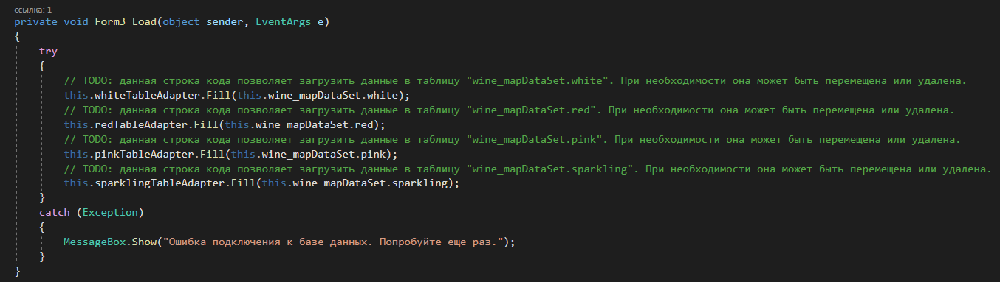 ссылка: 1
private void Form3_Load(object sender, EventArgs e)
{
try
{
// TODO: данная строка кода позволяет загрузить данные в таблицу "wine_mapDataSet.white". При необходимости она может быть перемещена или удалена.
this.whiteTableAdapter.Fill(this.wine_mapDataSet.white);
// TODO: данная строка кода позволяет загрузить данные в таблицу "wine_mapDataSet.red". При необходимости она может быть перемещена или удалена.
this.redTableAdapter.Fill(this.wine_mapDataSet.red);
// TODO: данная строка кода позволяет загрузить данные в таблицу "wine_mapDataSet.pink". При необходимости она может быть перемещена или удалена.
this.pinkTableAdapter.Fill(this.wine_mapDataSet.pink);
// TODO: данная строка кода позволяет загрузить данные в таблицу "wine_mapDataSet.sparkling". При необходимости она может быть перемещена или удалена.
this.sparklingTableAdapter.Fill(this.wine_mapDataSet.sparkling);
}
catch (Exception)
{
MessageBox.Show("Ошибка подключения к базе данных. Попробуйте еще раз.");
}
}